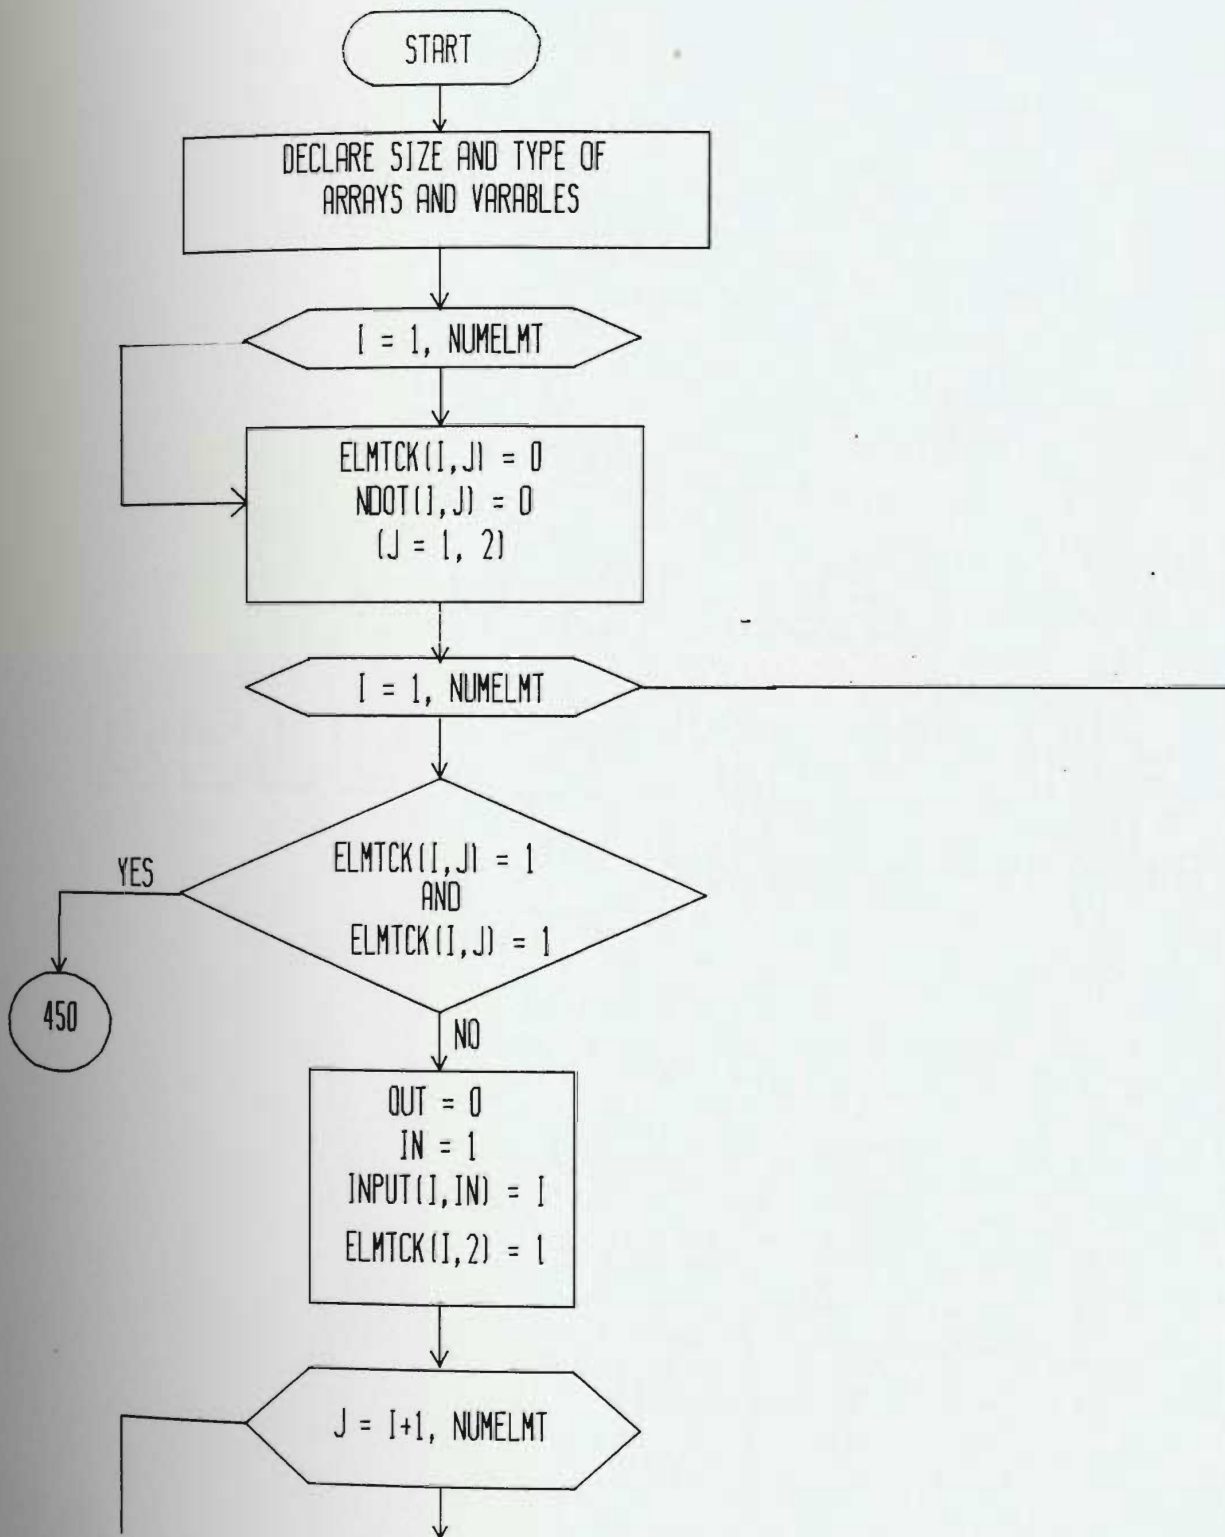 START
DECLARE SIZE AND TYPE OF
ARRAYS AND VARABLES
I = 1, NUMELMT
ELMTCK(I,J) = 0
NDOT(I,J) = 0
(J = 1, 2)
I = 1, NUMELMT
ELMTCK(I,J) = 1
AND
ELMTCK(I,J) = 1
YES
450
NO
OUT = 0
IN = 1
INPUT(I,IN) = I
ELMTCK(I,2) = 1
J = I+1, NUMELMT